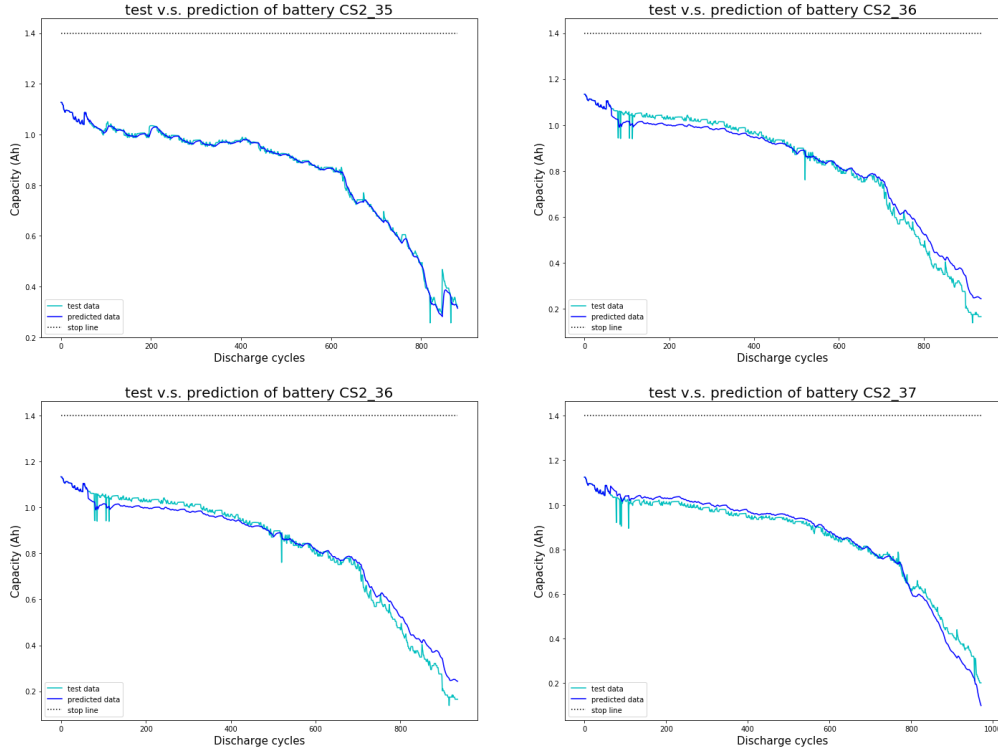 test v.s. prediction of battery CS2_35
1.4
1.2
1.0
0.8
0.6
0.4
0.2
Capacity (Ah)
test data
predicted data
stop line
0
200
400
600
800
Discharge cycles
test v.s. prediction of battery CS2_36
1.4
1.2
1.0
0.8
0.6
0.4
0.2
Capacity (Ah)
test data
predicted data
stop line
0
200
400
600
800
Discharge cycles
test v.s. prediction of battery CS2_36
1.4
1.2
1.0
0.8
0.6
0.4
0.2
Capacity (Ah)
test data
predicted data
stop line
0
200
400
600
800
Discharge cycles
test v.s. prediction of battery CS2_37
1.4
1.2
1.0
0.8
0.6
0.4
0.2
Capacity (Ah)
test data
predicted data
stop line
0
200
400
600
800
1000
Discharge cycles